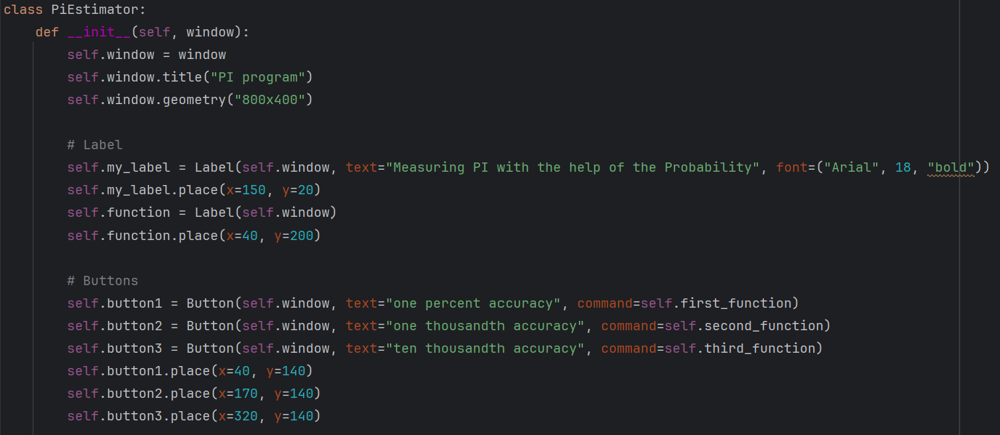 class PiEstimator:
    def __init__(self, window):
        self.window = window
        self.window.title("PI program")
        self.window.geometry("800x400")

        # Label
        self.my_label = Label(self.window, text="Measuring PI with the help of the Probability", font=("Arial", 18, "bold"))
        self.my_label.place(x=150, y=20)
        self.function = Label(self.window)
        self.function.place(x=40, y=200)

        # Buttons
        self.button1 = Button(self.window, text="one percent accuracy", command=self.first_function)
        self.button2 = Button(self.window, text="one thousandth accuracy", command=self.second_function)
        self.button3 = Button(self.window, text="ten thousandth accuracy", command=self.third_function)
        self.button1.place(x=40, y=140)
        self.button2.place(x=170, y=140)
        self.button3.place(x=320, y=140)